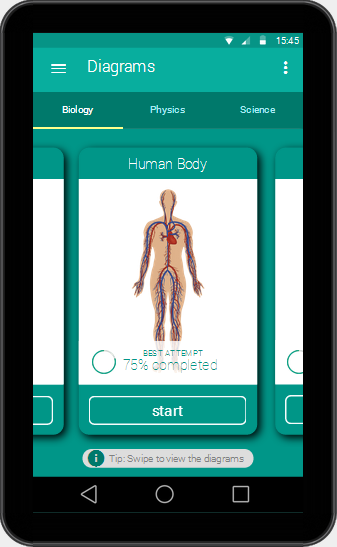 15:45
Diagrams
Biology Physics Science
Human Body
BEST ATTEMPT
75% completed
start
Tip: Swipe to view the diagrams